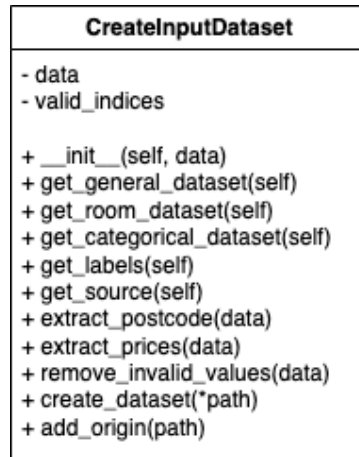 CreateInputDataset
- data
- valid_indices
+ __init__(self, data)
+ get_general_dataset(self)
+ get_room_dataset(self)
+ get_categorical_dataset(self)
+ get_labels(self)
+ get_source(self)
+ extract_postcode(data)
+ extract_prices(data)
+ remove_invalid_values(data)
+ create_dataset(*path)
+ add_origin(path)